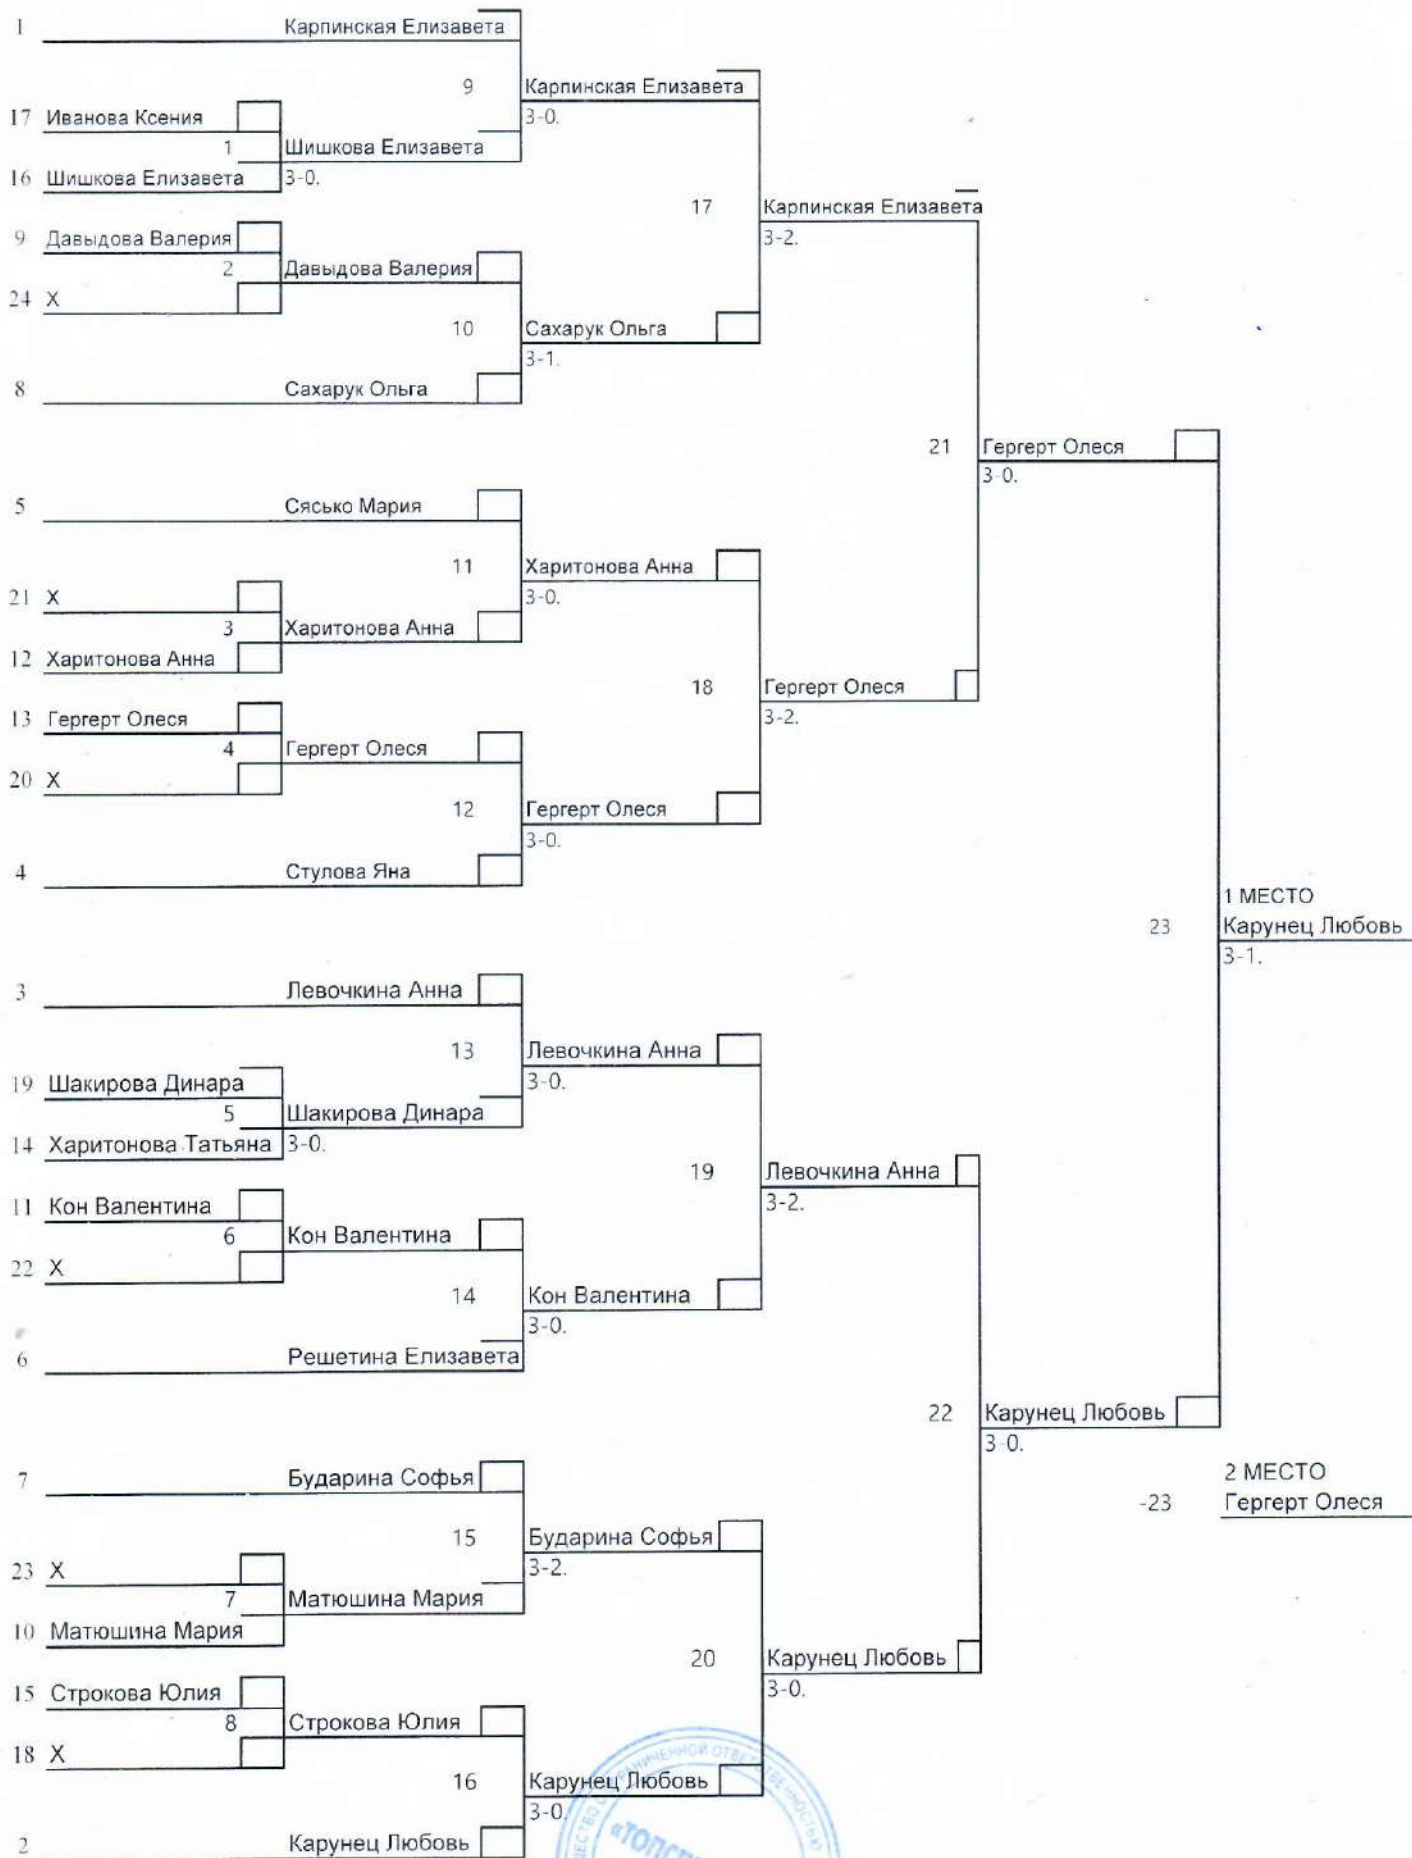 1 Карпинская Елизавета
9 Карпинская Елизавета
17 Иванова Ксения
3-0.
1 Шишкова Елизавета
16 Шишкова Елизавета 3-0.
17 Карпинская Елизавета
9 Давыдова Валерия
3-2.
2 Давыдова Валерия
24 X
10 Сахарук Ольга
3-1.
8 Сахарук Ольга
21 Гергерт Олеся
3-0.
5 Сясько Мария
11 Харитонова Анна
21 X
3-0.
3 Харитонова Анна
12 Харитонова Анна
18 Гергерт Олеся
13 Гергерт Олеся
3-2.
4 Гергерт Олеся
20 X
12 Гергерт Олеся
3-0.
4 Стулова Яна
1 МЕСТО
23 Карунец Любовь
3-1.
3 Левочкина Анна
13 Левочкина Анна
19 Шакирова Динара
3-0.
5 Шакирова Динара
14 Харитонова Татьяна 3-0.
19 Левочкина Анна
11 Кон Валентина
3-2.
6 Кон Валентина
22 X
14 Кон Валентина
3-0.
6 Решетина Елизавета
22 Карунец Любовь
3-0.
7 Бударина Софья
2 МЕСТО
-23 Гергерт Олеся
15 Бударина Софья
23 X
3-2.
7 Матюшина Мария
10 Матюшина Мария
20 Карунец Любовь
15 Строкова Юлия
3-0.
8 Строкова Юлия
18 X
16 Карунец Любовь
3-0.
2 Карунец Любовь